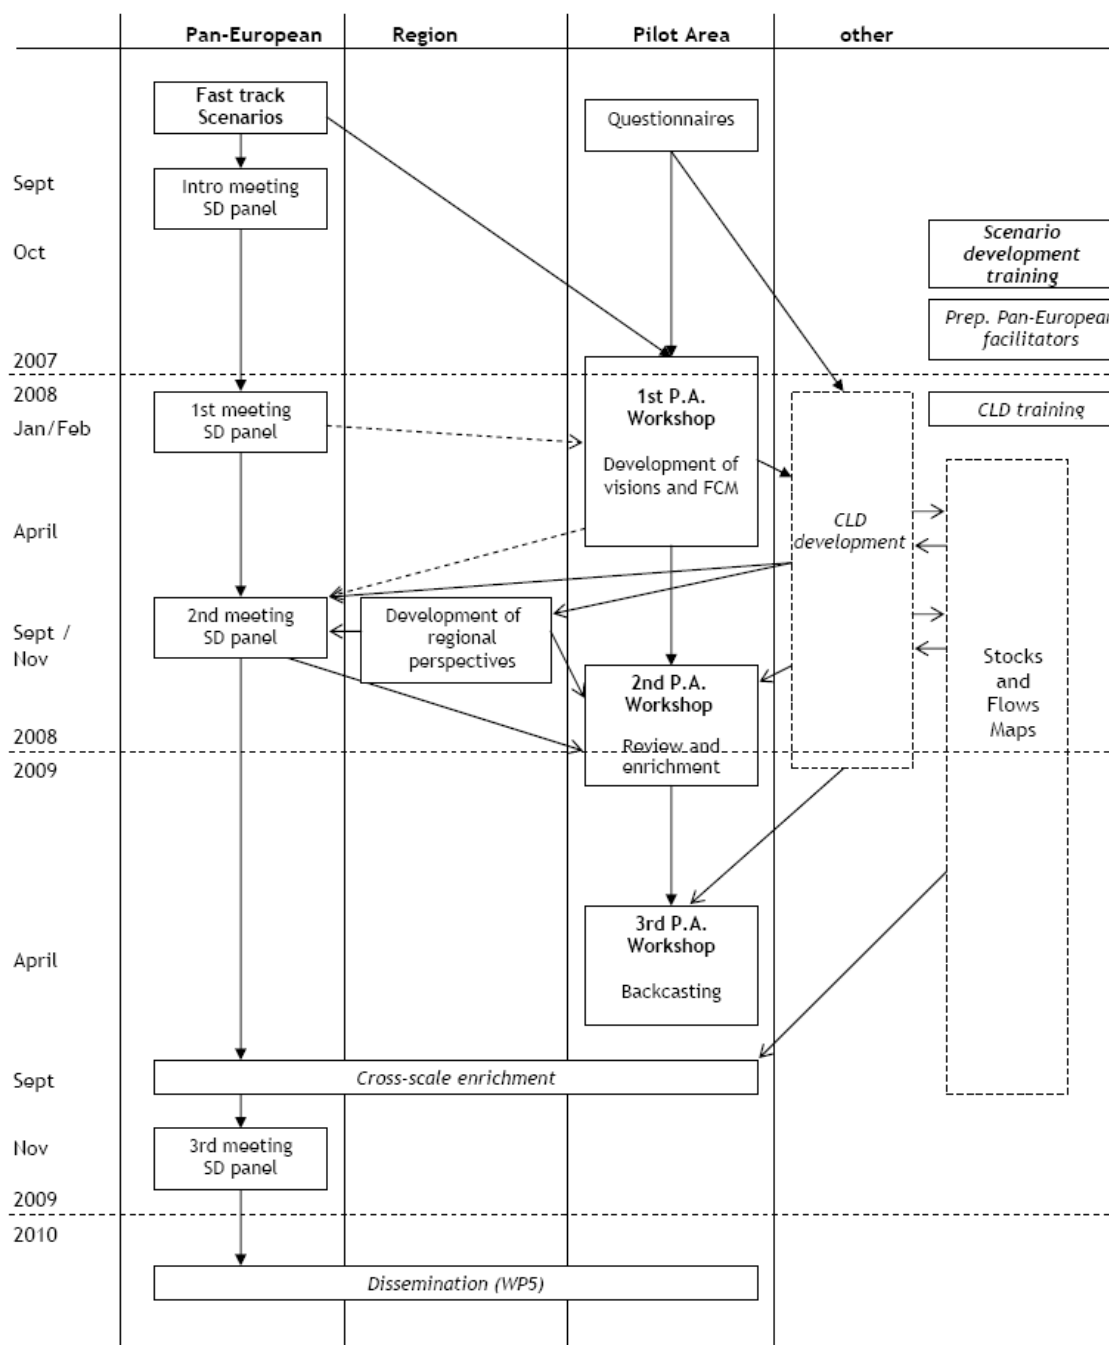 Pan-European
Region
Pilot Area
other
Fast track
Scenarios
Questionnaires
Sept
Intro meeting
SD panel
Oct
Scenario
development
training
Prep. Pan-European
facilitators
2007
2008
Jan/Feb
1st meeting
SD panel
1st P.A.
Workshop
Development of
visions and FCM
CLD training
April
CLD
development
Sept /
Nov
2nd meeting
SD panel
Development of
regional
perspectives
2nd P.A.
Workshop
Review and
enrichment
Stocks
and
Flows
Maps
2008
2009
3rd P.A.
Workshop
Backcasting
April
Sept
Cross-scale enrichment
Nov
3rd meeting
SD panel
2009
2010
Dissemination (WP5)